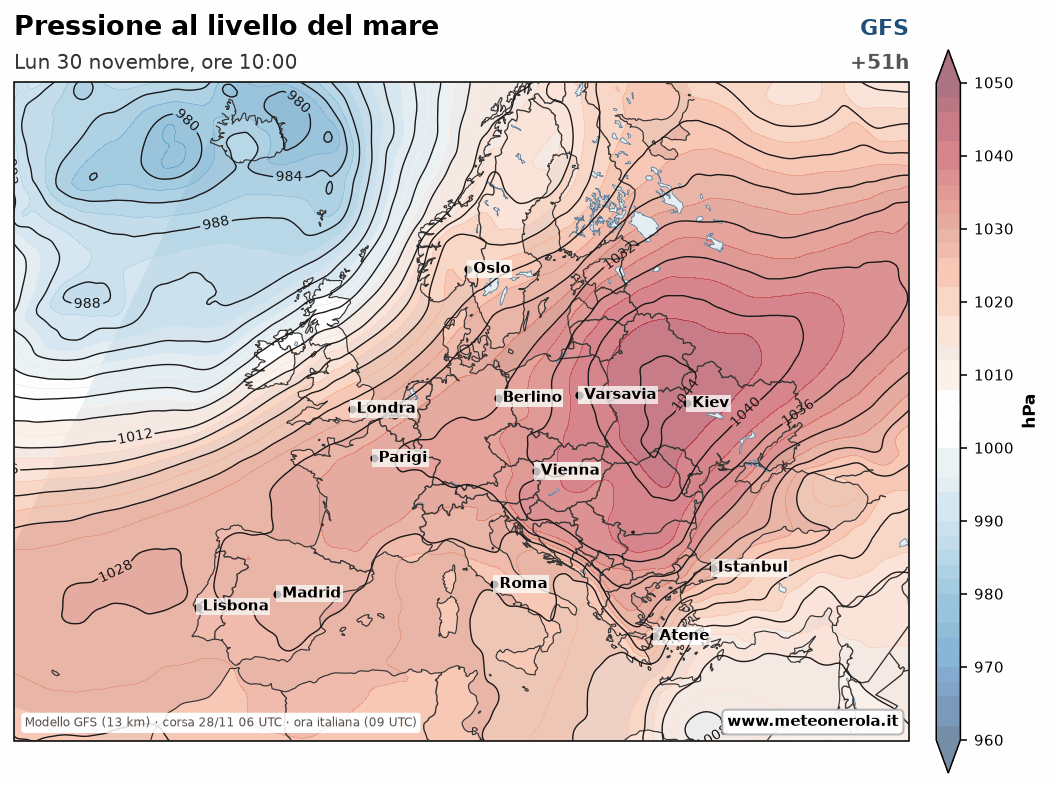 Pressione al livello del mare
GFS
Lun 30 novembre, ore 10:00
+51h
980
980
984
988
988
1032
Oslo
1012
1028
Londra
Berlino
Varsavia
1044
Kiev
1040
1036
Parigi
Vienna
Istanbul
Roma
Madrid
Lisbona
Atene
Modello GFS (13 km) · corsa 28/11 06 UTC · ora italiana (09 UTC)
www.meteonerola.it
1050
1040
1030
1020
1010
1000
990
980
970
960
hPa